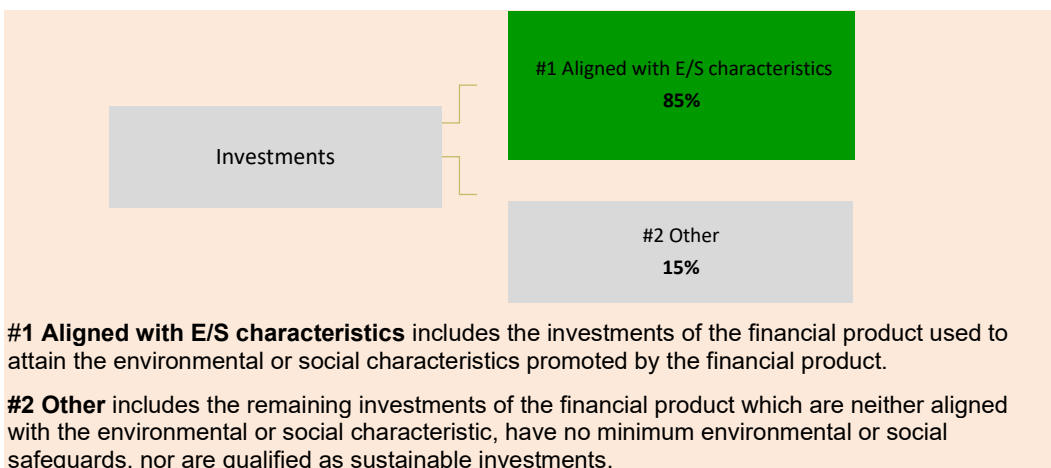 #1 Aligned with E/S characteristics
85%
Investments
#2 Other
15%
#1 Aligned with E/S characteristics includes the investments of the financial product used to
attain the environmental or social characteristics promoted by the financial product.
#2 Other includes the remaining investments of the financial product which are neither aligned
with the environmental or social characteristic, have no minimum environmental or social
safeguards, nor are qualified as sustainable investments.